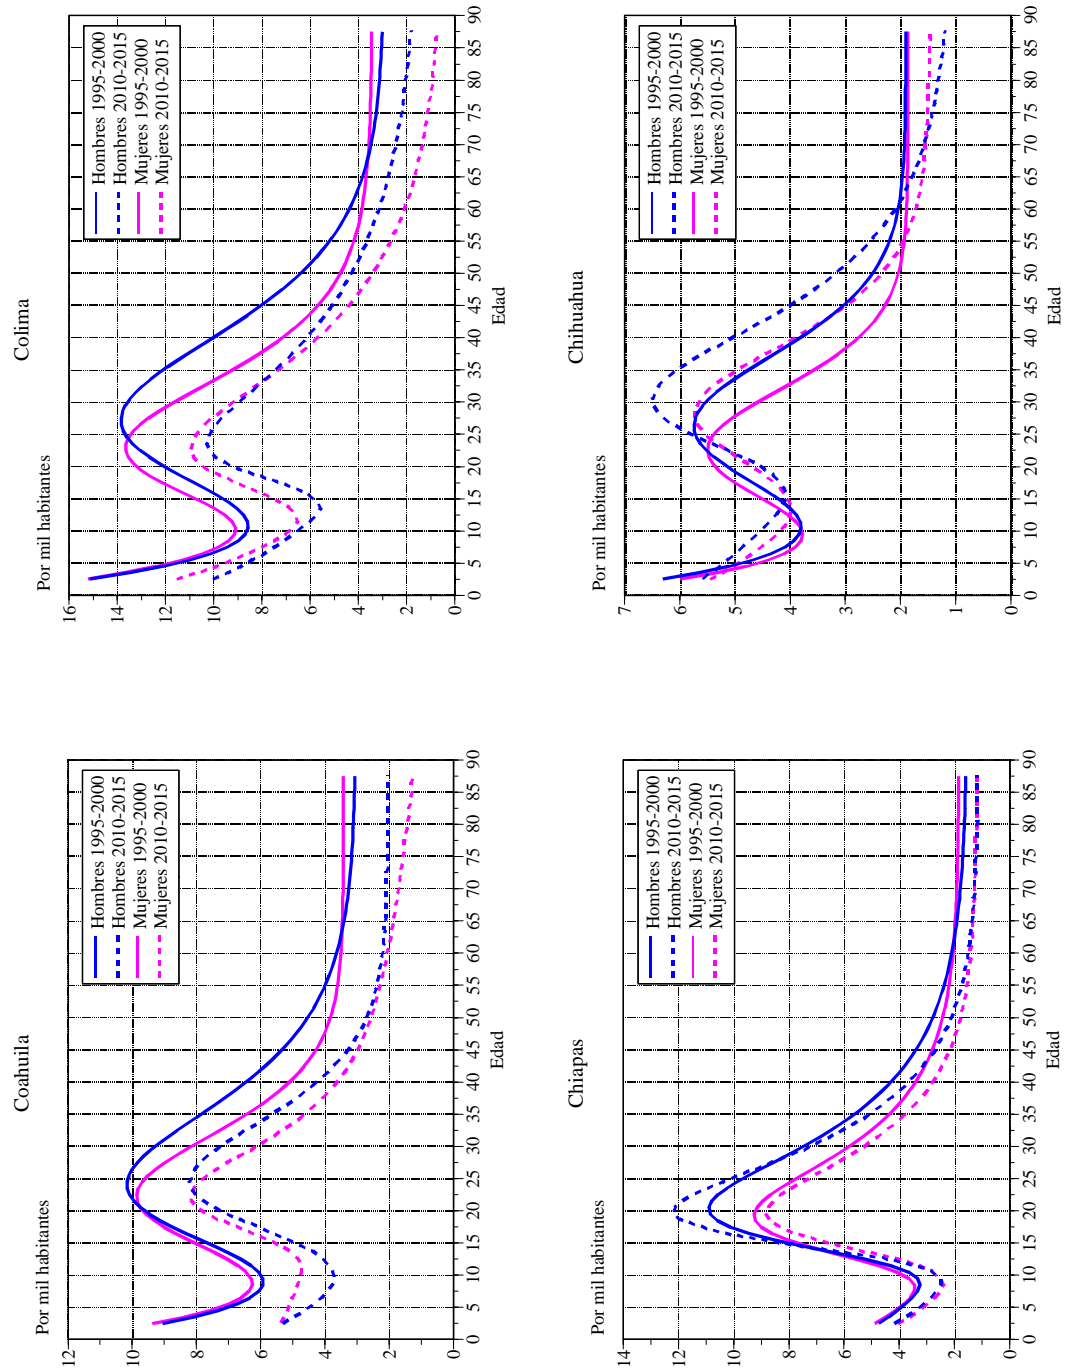 Coahuila
Por mil habitantes
12
10
8
6
4
2
0
0 5 10 15 20 25 30 35 40 45 50 55 60 65 70 75 80 85 90
Edad
Hombres 1995-2000
Hombres 2010-2015
Mujeres 1995-2000
Mujeres 2010-2015
Colima
Por mil habitantes
16
14
12
10
8
6
4
2
0
0 5 10 15 20 25 30 35 40 45 50 55 60 65 70 75 80 85 90
Edad
Hombres 1995-2000
Hombres 2010-2015
Mujeres 1995-2000
Mujeres 2010-2015
Chiapas
Por mil habitantes
14
12
10
8
6
4
2
0
0 5 10 15 20 25 30 35 40 45 50 55 60 65 70 75 80 85 90
Edad
Hombres 1995-2000
Hombres 2010-2015
Mujeres 1995-2000
Mujeres 2010-2015
Chihuahua
Por mil habitantes
7
6
5
4
3
2
1
0
0 5 10 15 20 25 30 35 40 45 50 55 60 65 70 75 80 85 90
Edad
Hombres 1995-2000
Hombres 2010-2015
Mujeres 1995-2000
Mujeres 2010-2015